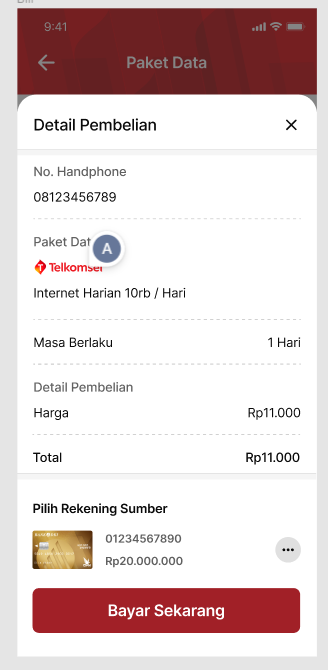 9:41
Paket Data
Detail Pembelian
No. Handphone
08123456789
Paket Dat
A
Telkomsel
Internet Harian 10rb / Hari
Masa Berlaku 1 Hari
Detail Pembelian
Harga Rp11.000
Total Rp11.000
Pilih Rekening Sumber
01234567890
Rp20.000.000
Bayar Sekarang